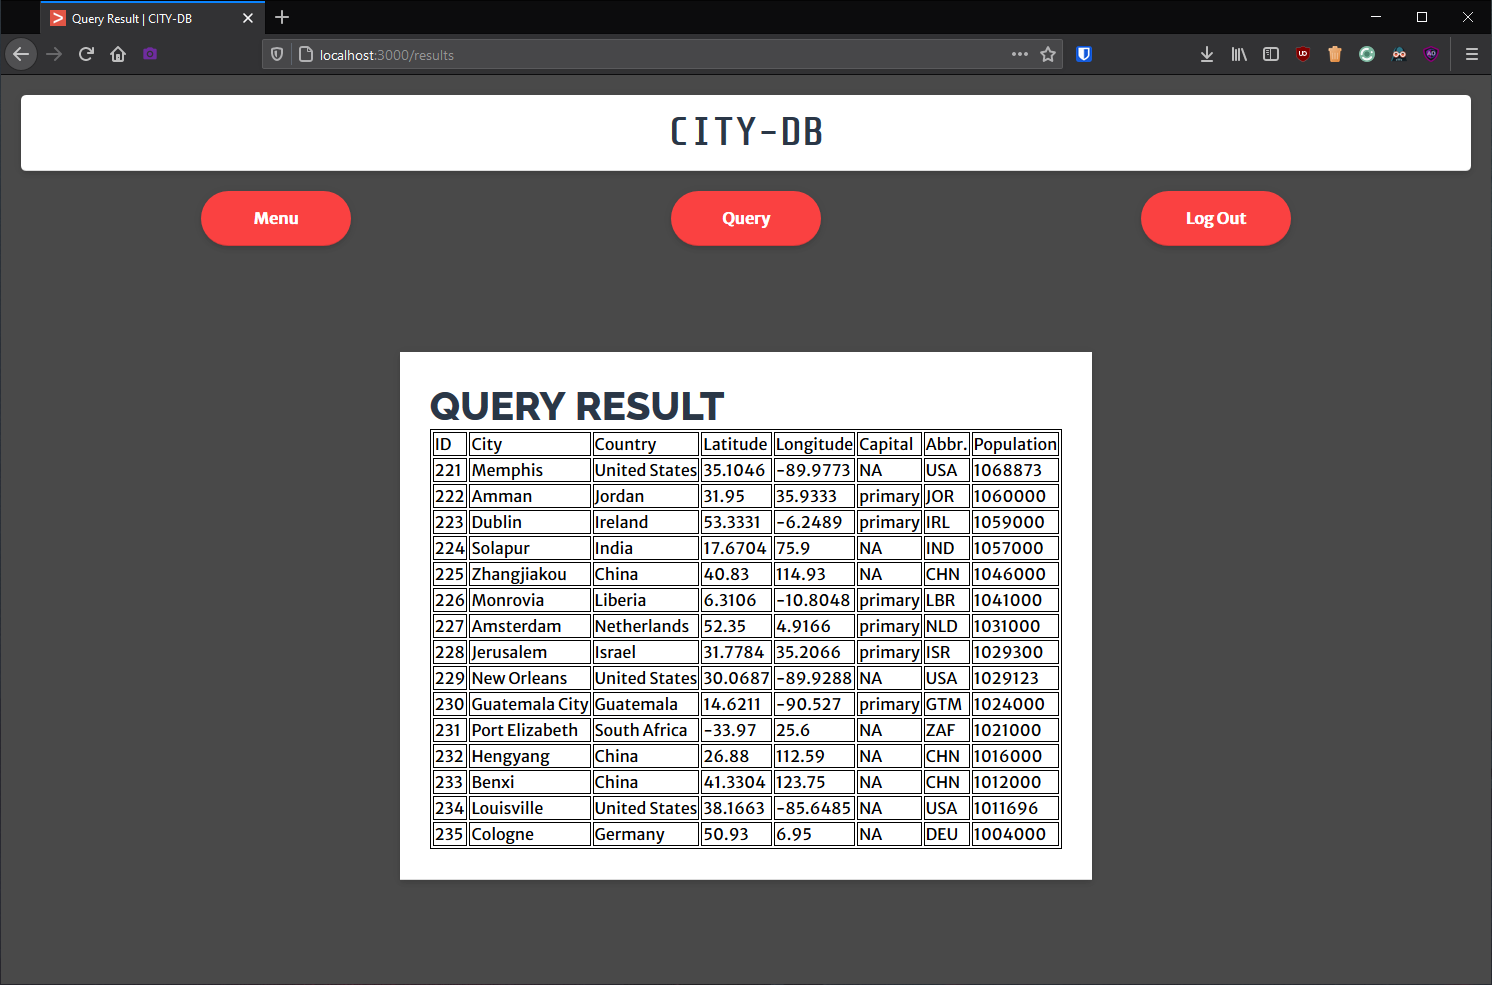 Query Result | CITY-DB
localhost:3000/results
CITY-DB
Menu Query Log Out
QUERY RESULT
ID City Country Latitude Longitude Capital Abbr. Population
221 Memphis United States 35.1046 -89.9773 NA USA 1068873
222 Amman Jordan 31.95 35.9333 primary JOR 1060000
223 Dublin Ireland 53.3331 -6.2489 primary IRL 1059000
224 Solapur India 17.6704 75.9 NA IND 1057000
225 Zhangjiakou China 40.83 114.93 NA CHN 1046000
226 Monrovia Liberia 6.3106 -10.8048 primary LBR 1041000
227 Amsterdam Netherlands 52.35 4.9166 primary NLD 1031000
228 Jerusalem Israel 31.7784 35.2066 primary ISR 1029300
229 New Orleans United States 30.0687 -89.9288 NA USA 1029123
230 Guatemala City Guatemala 14.6211 -90.527 primary GTM 1024000
231 Port Elizabeth South Africa -33.97 25.6 NA ZAF 1021000
232 Hengyang China 26.88 112.59 NA CHN 1016000
233 Benxi China 41.3304 123.75 NA CHN 1012000
234 Louisville United States 38.1663 -85.6485 NA USA 1011696
235 Cologne Germany 50.93 6.95 NA DEU 1004000